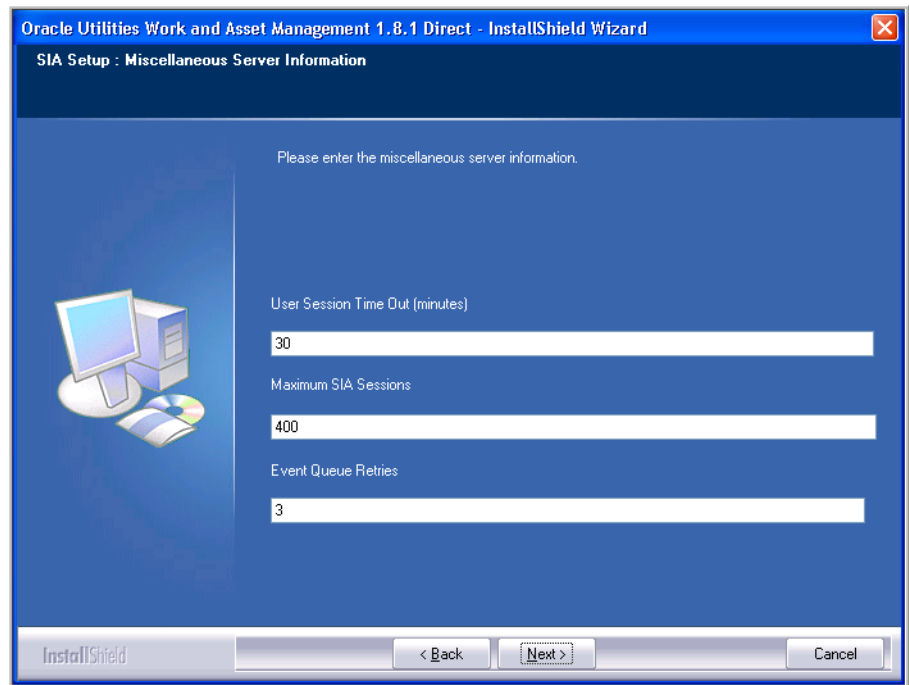 Oracle Utilities Work and Asset Management 1.8.1 Direct - InstallShield Wizard
SIA Setup : Miscellaneous Server Information
Please enter the miscellaneous server information.
User Session Time Out (minutes)
30
Maximum SIA Sessions
400
Event Queue Retries
3
InstallShield
< Back
Next >
Cancel